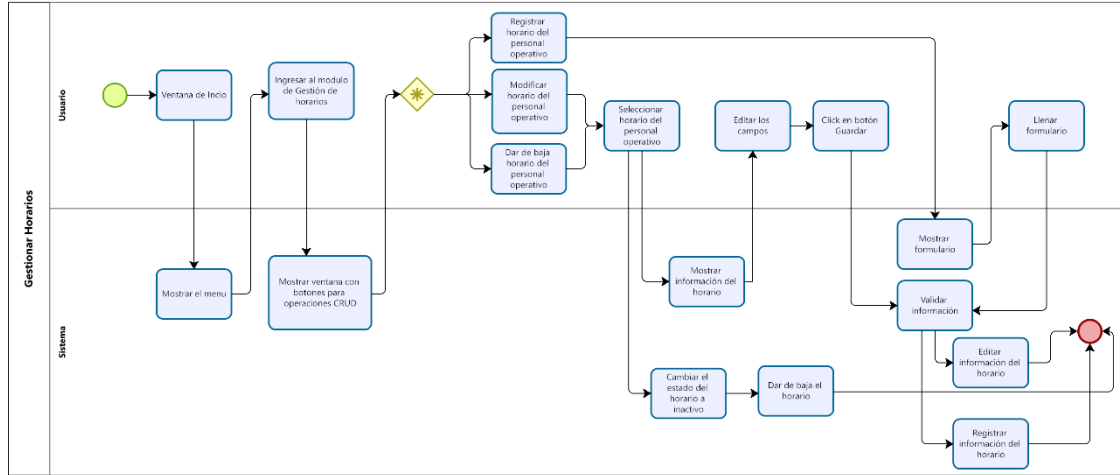 Gestionar Horarios
Usuario
Ventana de Incio
Ingresar al modulo
de Gestión de
horarios
Registrar
horario del
personal
operativo
Modificar
horario del
personal
operativo
Dar de baja
horario del
personal
operativo
Seleccionar
horario del
personal
operativo
Editar los
campos
Click en botón
Guardar
Llenar
formulario
Sistema
Mostrar el menu
Mostrar ventana con
botones para
operaciones CRUD
Mostrar
información del
horario
Mostrar
formulario
Validar
información
Editar
información del
horario
Cambiar el
estado del
horario a
inactivo
Dar de baja el
horario
Registrar
información del
horario